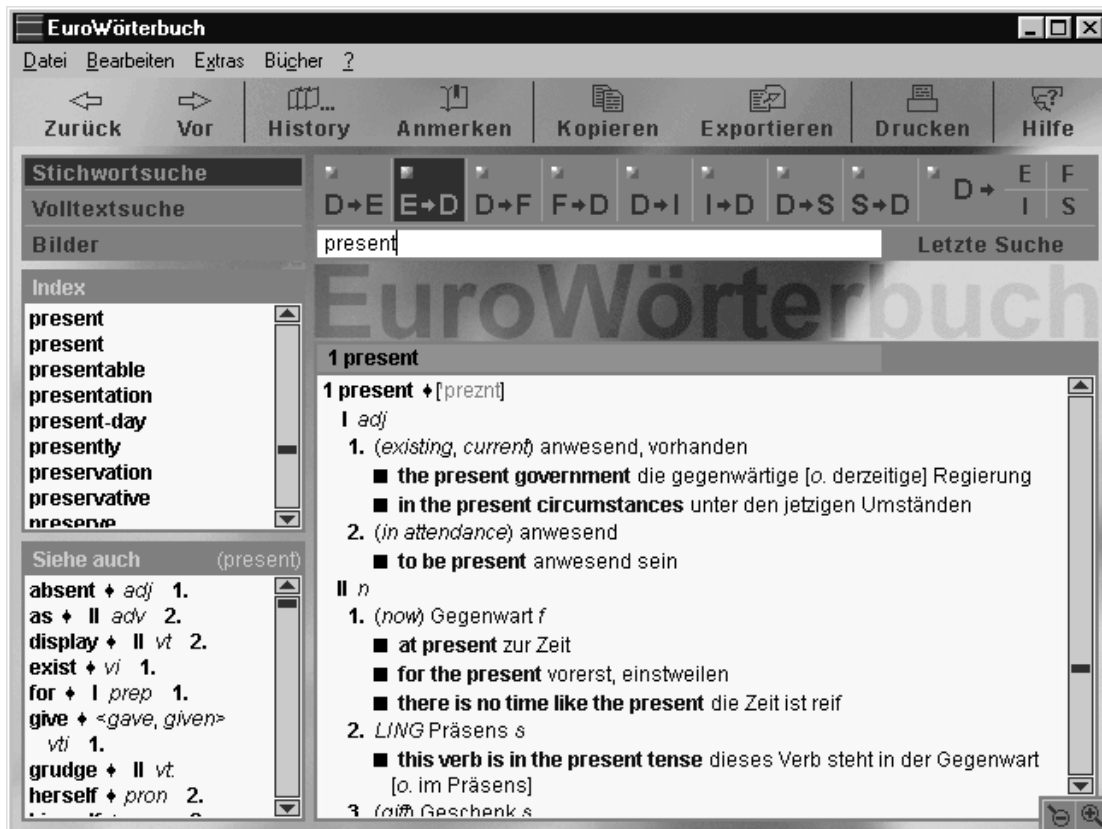 EuroWörterbuch
Datei Bearbeiten Extras Bücher ?
Zurück Vor History Anmerken Kopieren Exportieren Drucken Hilfe
Stichwortsuche
Volltextsuche
Bilder
D→E E→D D→F F→D D→I I→D D→S S→D D→ E F
I S
present Letzte Suche
EuroWörterbuch
Index
present
present
presentable
presentation
present-day
presently
preservation
preservative
preserve
Siehe auch (present)
absent ♦ adj 1.
as ♦ II adv 2.
display ♦ II vt 2.
exist ♦ vi 1.
for ♦ I prep 1.
give ♦ <gave, given>
vti 1.
grudge ♦ II vt.
herself ♦ pron 2.
1 present
1 present ♦ ['preznt]
I adj
1. (existing, current) anwesend, vorhanden
■ the present government die gegenwärtige [o. derzeitige] Regierung
■ in the present circumstances unter den jetzigen Umständen
2. (in attendance) anwesend
■ to be present anwesend sein
II n
1. (now) Gegenwart f
■ at present zur Zeit
■ for the present vorerst, einstweilen
■ there is no time like the present die Zeit ist reif
2. LING Präsens s
■ this verb is in the present tense dieses Verb steht in der Gegenwart
[o. im Präsens]
3. (gift) Geschenk s